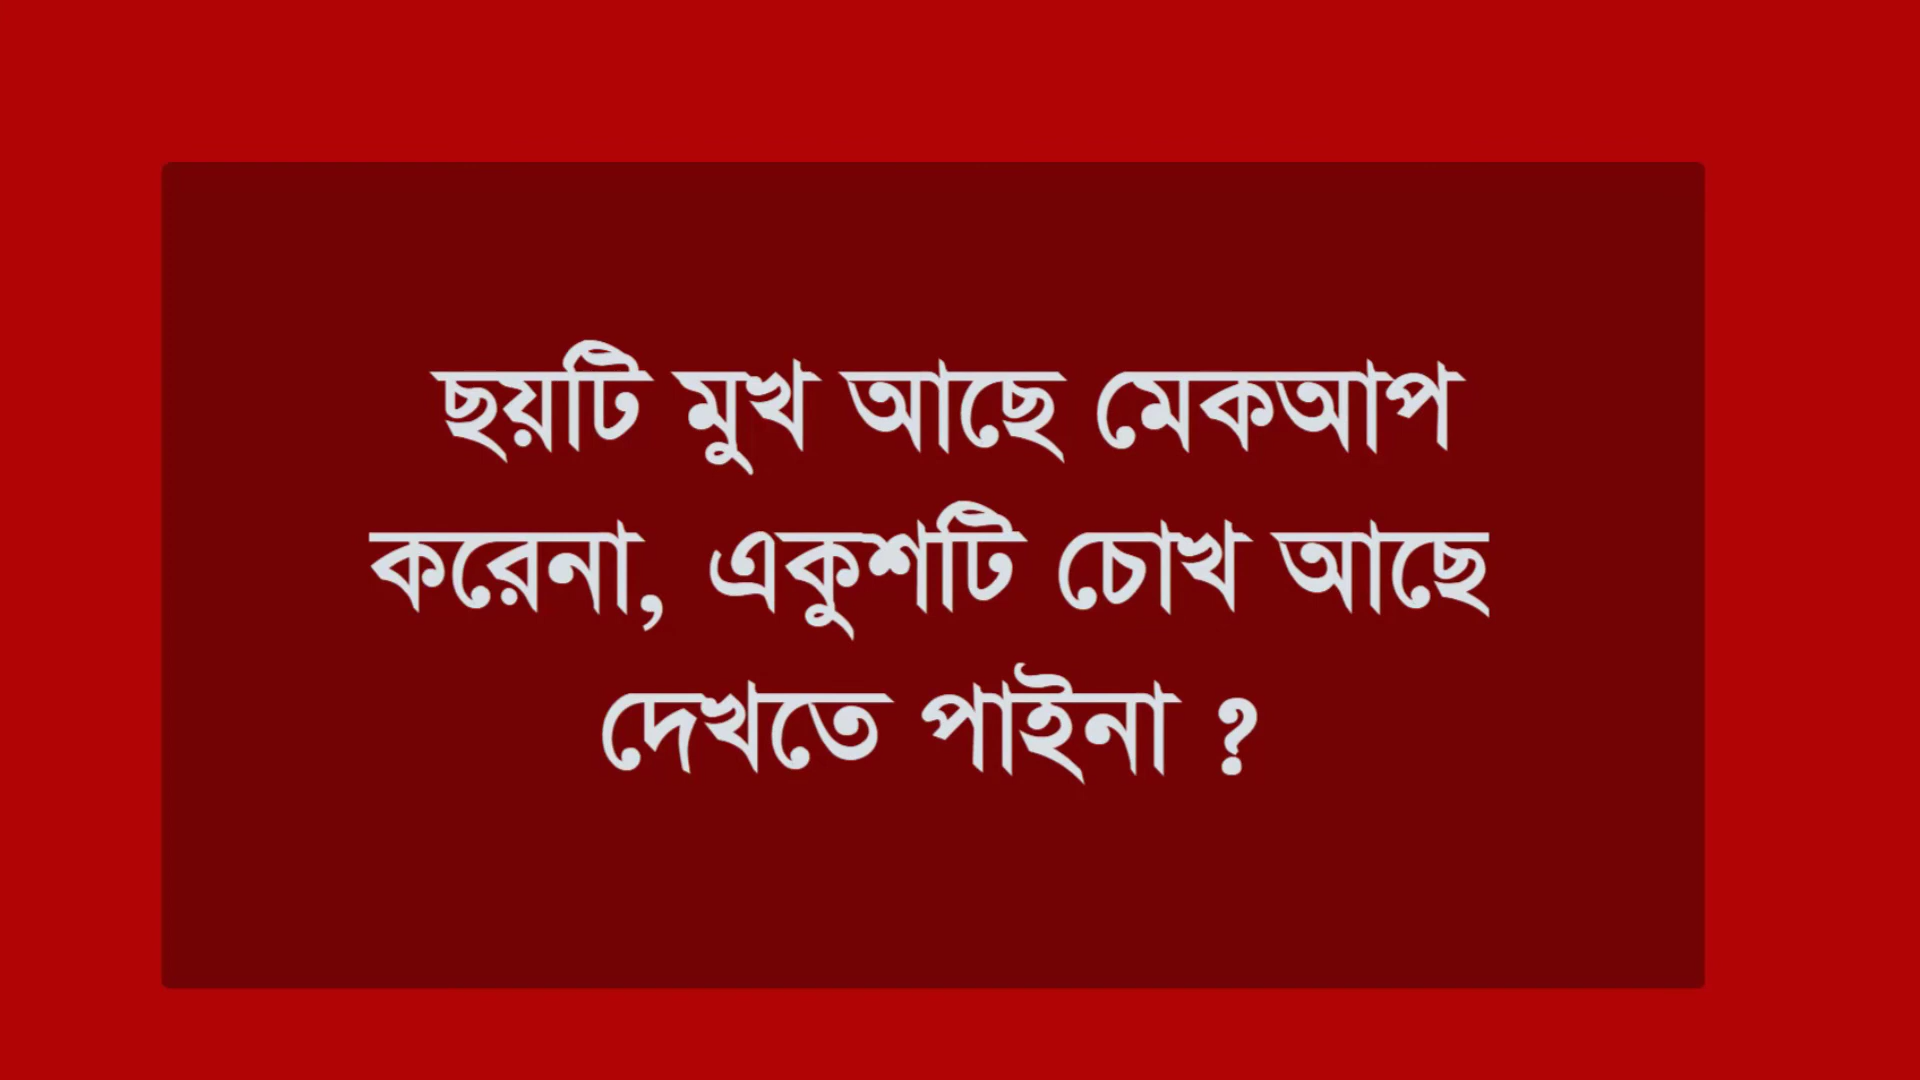 ছয়টি মুখ আছে মেকআপ
করেনা, একুশটি চোখ আছে
দেখতে পাইনা ?